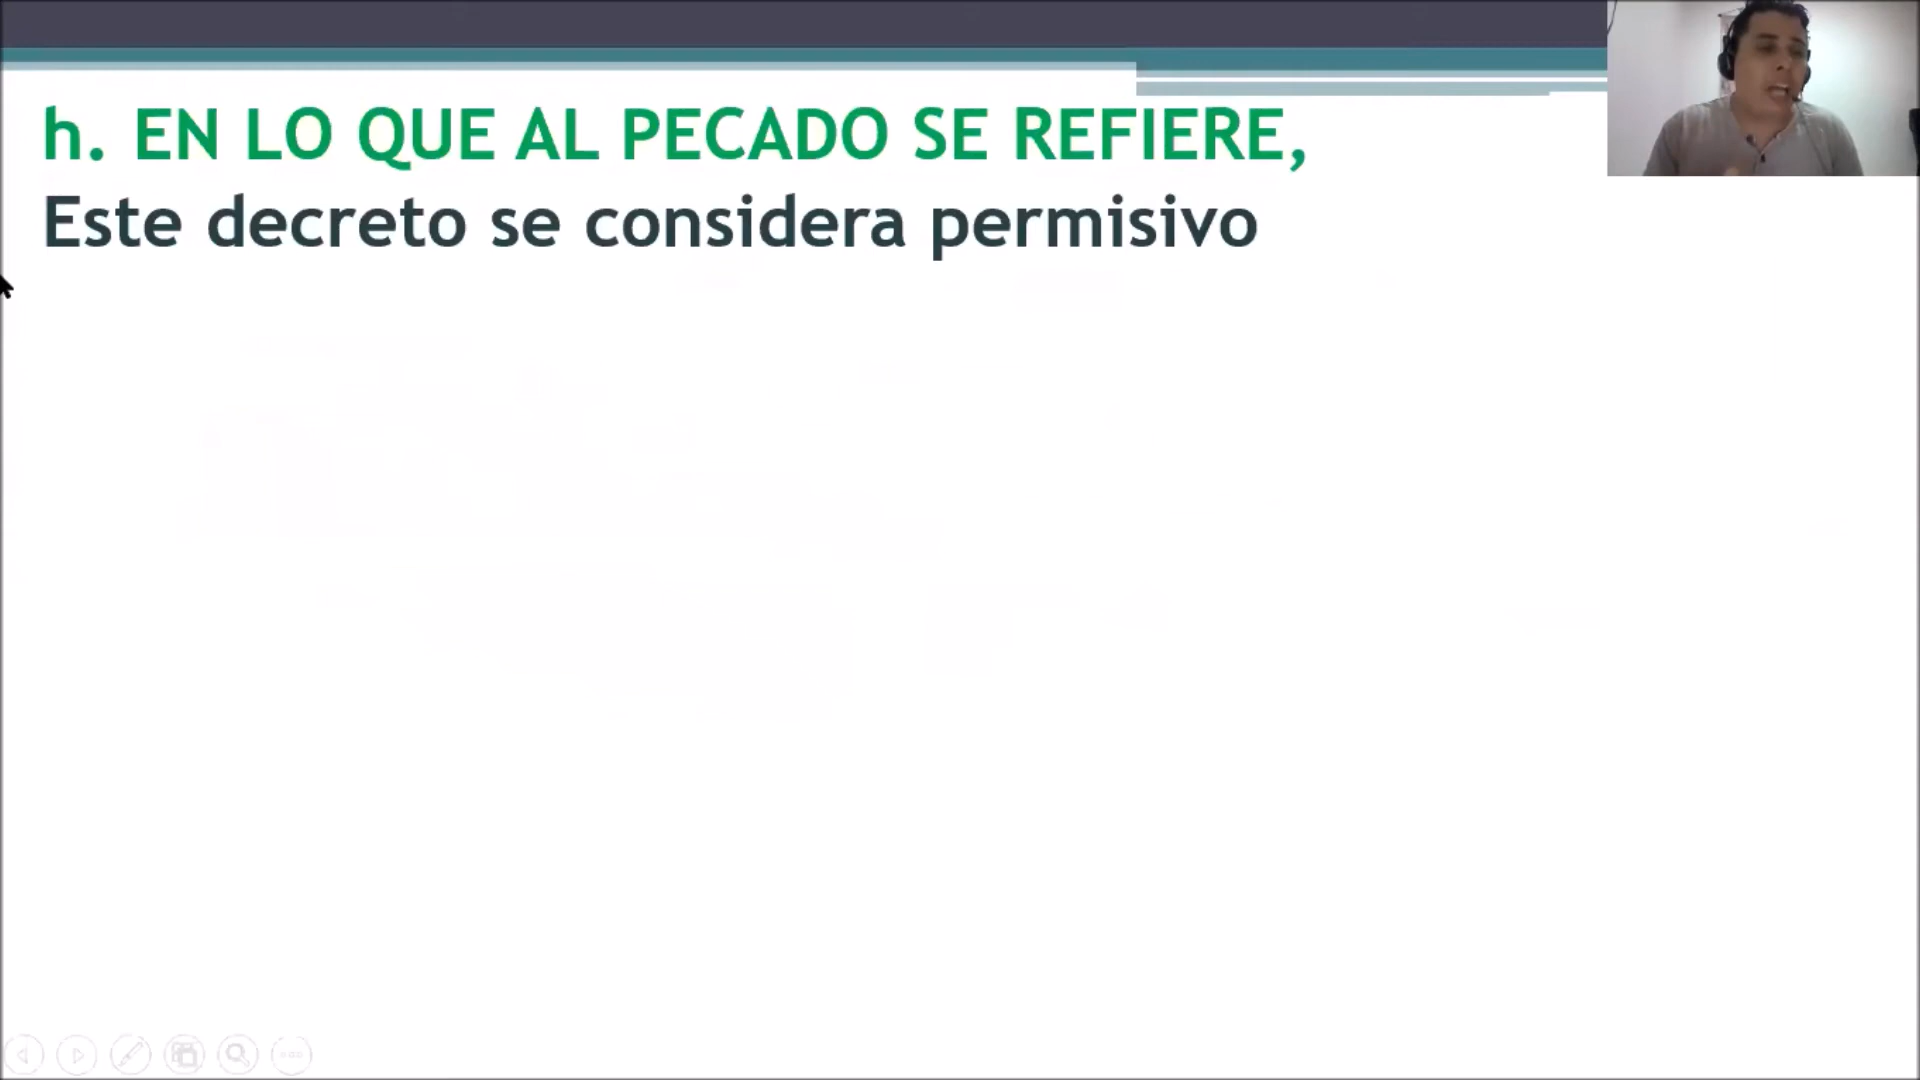 h. EN LO QUE AL PECADO SE REFIERE,
Este decreto se considera permisivo